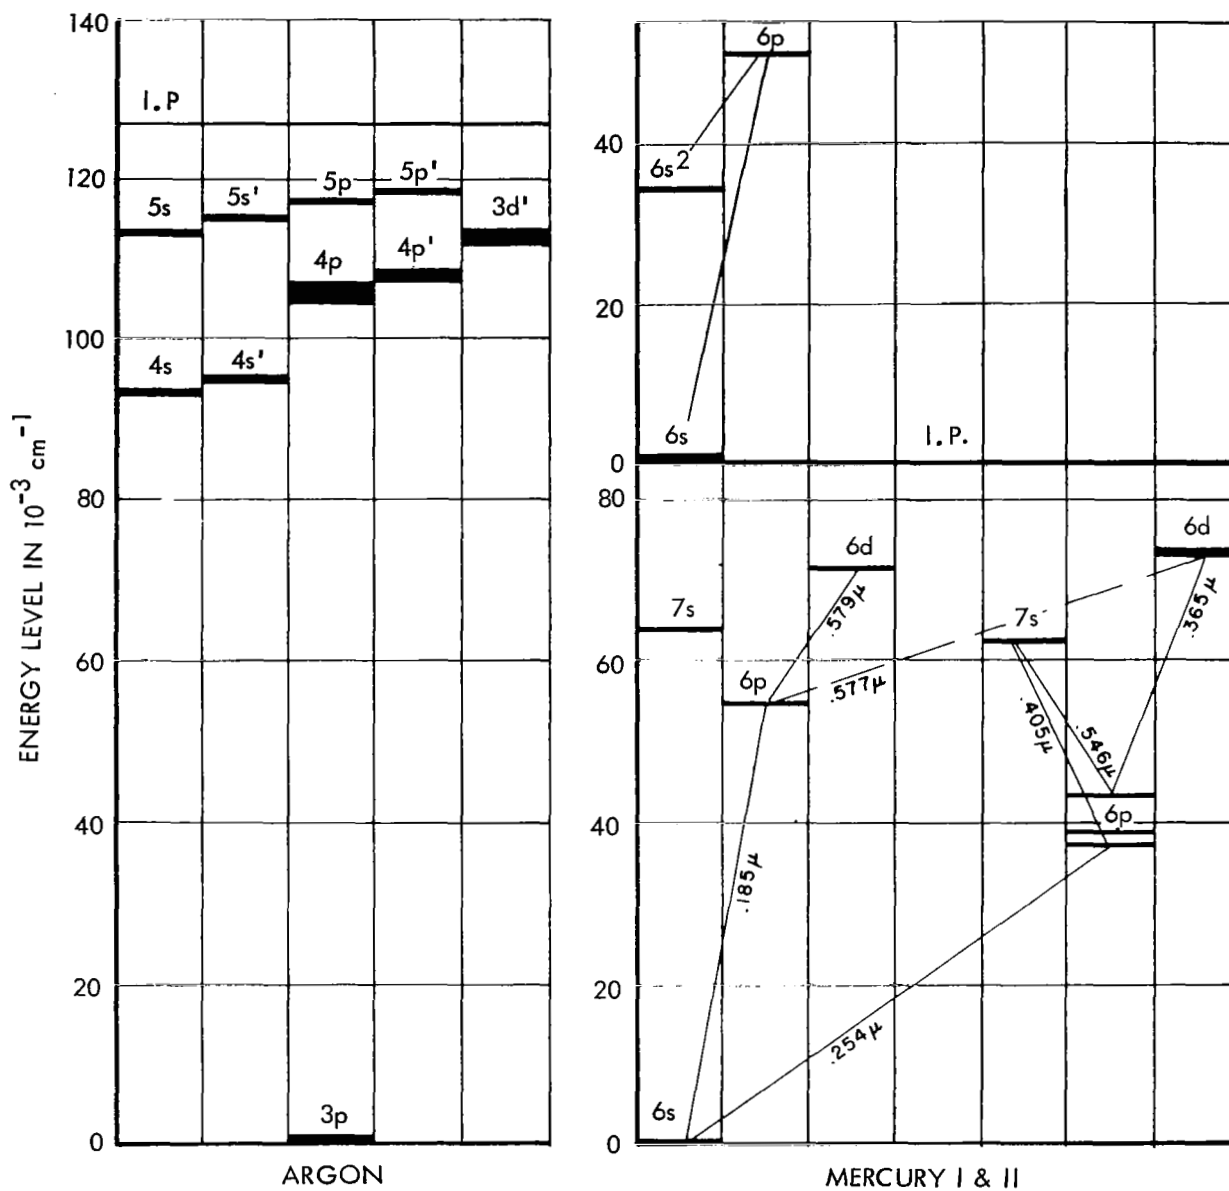 140
I.P
120
5s
5s'
5p
5p'
3d'
4p
4p'
100
4s
4s'
80
60
40
20
0
3p
ENERGY LEVEL IN 10⁻³ cm⁻¹
ARGON
6p
40
6s²
20
6s
I.P.
0
80
6d
6d
7s
.579μ
7s
.365μ
60
6p
.577μ
.405μ
.546μ
40
6p
.185μ
20
.254μ
6s
0
MERCURY I & II